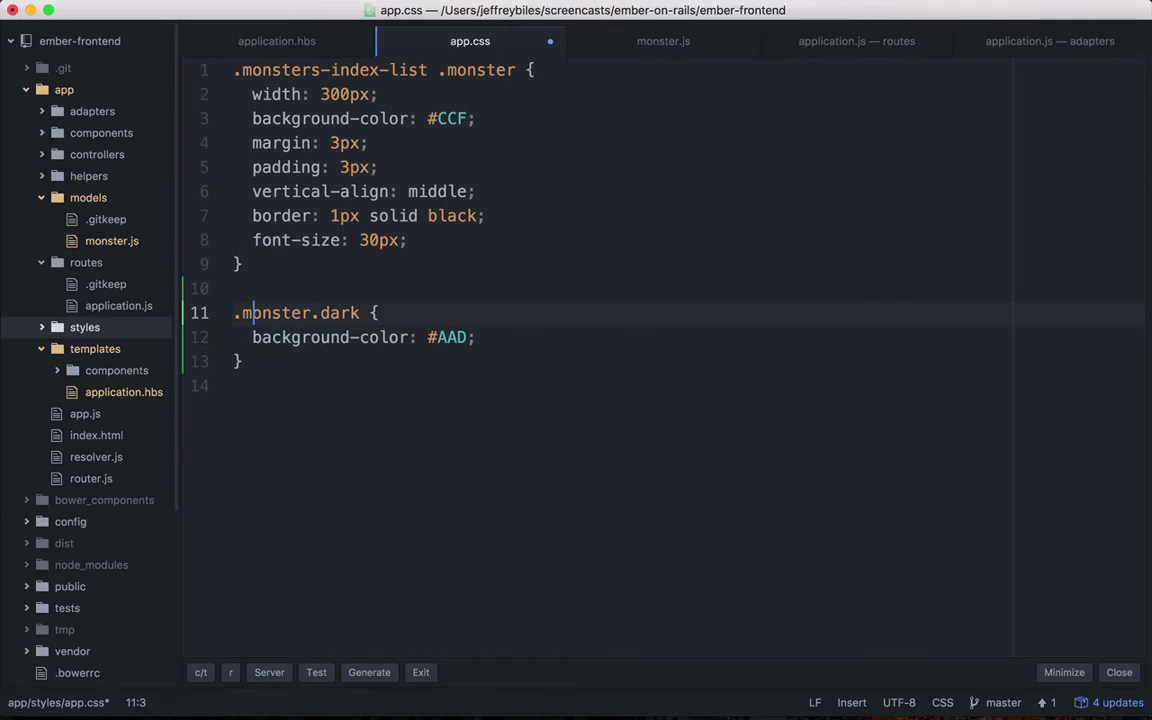 app.css — /Users/jeffreybiles/screencasts/ember-on-rails/ember-frontend
ember-frontend
.git
app
adapters
components
controllers
helpers
models
.gitkeep
monster.js
routes
.gitkeep
application.js
styles
templates
components
application.hbs
app.js
index.html
resolver.js
router.js
bower_components
config
dist
node_modules
public
tests
tmp
vendor
.bowerrc
application.hbs
app.css
monster.js
application.js — routes
application.js — adapters
1 .monsters-index-list .monster {
2 width: 300px;
3 background-color: #CCF;
4 margin: 3px;
5 padding: 3px;
6 vertical-align: middle;
7 border: 1px solid black;
8 font-size: 30px;
9 }
10
11 .monster.dark {
12 background-color: #AAD;
13 }
14
c/t r Server Test Generate Exit Minimize Close
app/styles/app.css* 11:3 LF Insert UTF-8 CSS master 1 4 updates